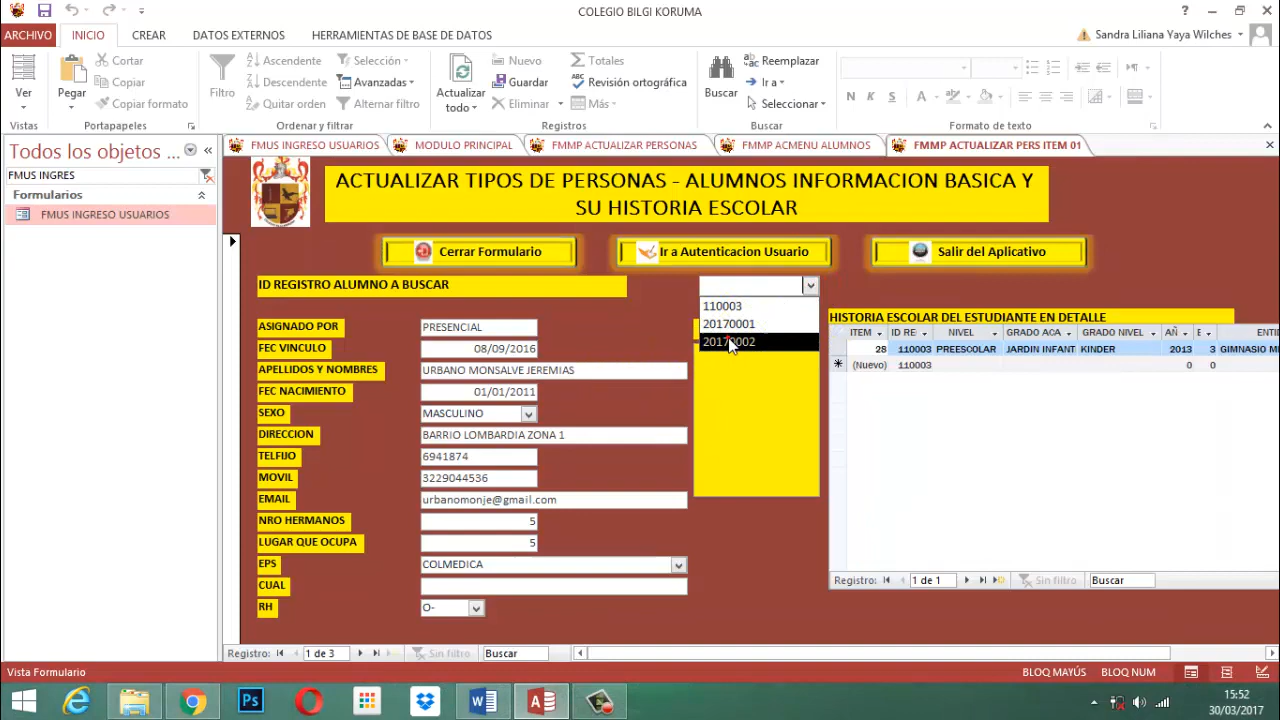 COLEGIO BILGI KORUMA
ARCHIVO INICIO CREAR DATOS EXTERNOS HERRAMIENTAS DE BASE DE DATOS Sandra Liliana Yaya Wilches
Ver
Vistas
Pegar
Cortar
Copiar
Copiar formato
Portapapeles
Filtro
Ascendente
Descendente
Quitar orden
Selección
Avanzadas
Alternar filtro
Ordenar y filtrar
Actualizar todo
Nuevo
Guardar
Eliminar
Totales
Revisión ortográfica
Más
Registros
Buscar
Reemplazar
Ir a
Seleccionar
Buscar
N K S A
Formato de texto
Todos los objetos ...
FMUS INGRES
Formularios
FMUS INGRESO USUARIOS
FMUS INGRESO USUARIOS MODULO PRINCIPAL FMMP ACTUALIZAR PERSONAS FMMP ACMENU ALUMNOS FMMP ACTUALIZAR PERS ITEM 01
ACTUALIZAR TIPOS DE PERSONAS - ALUMNOS INFORMACION BASICA Y
SU HISTORIA ESCOLAR
Cerrar Formulario Ir a Autenticacion Usuario Salir del Aplicativo
ID REGISTRO ALUMNO A BUSCAR
110003
20170001
20170002
ASIGNADO POR PRESENCIAL
FEC VINCULO 08/09/2016
APELLIDOS Y NOMBRES URBANO MONSALVE JEREMIAS
FEC NACIMIENTO 01/01/2011
SEXO MASCULINO
DIRECCION BARRIO LOMBARDIA ZONA 1
TELFIJO 6941874
MOVIL 3229044536
EMAIL urbanomonje@gmail.com
NRO HERMANOS 5
LUGAR QUE OCUPA 5
EPS COLMEDICA
CUAL
RH O-
HISTORIA ESCOLAR DEL ESTUDIANTE EN DETALLE
ITEM ID RE NIVEL GRADO ACA GRADO NIVEL AÑ E ENTI
28 110003 PREESCOLAR JARDIN INFANT KINDER 2013 3 GIMNASIO M
(Nuevo) 110003 0 0
Registro: 1 de 1 Sin filtro Buscar
Registro: 1 de 3 Sin filtro Buscar
Vista Formulario BLOQ MAYÚS BLOQ NUM
15:52
30/03/2017